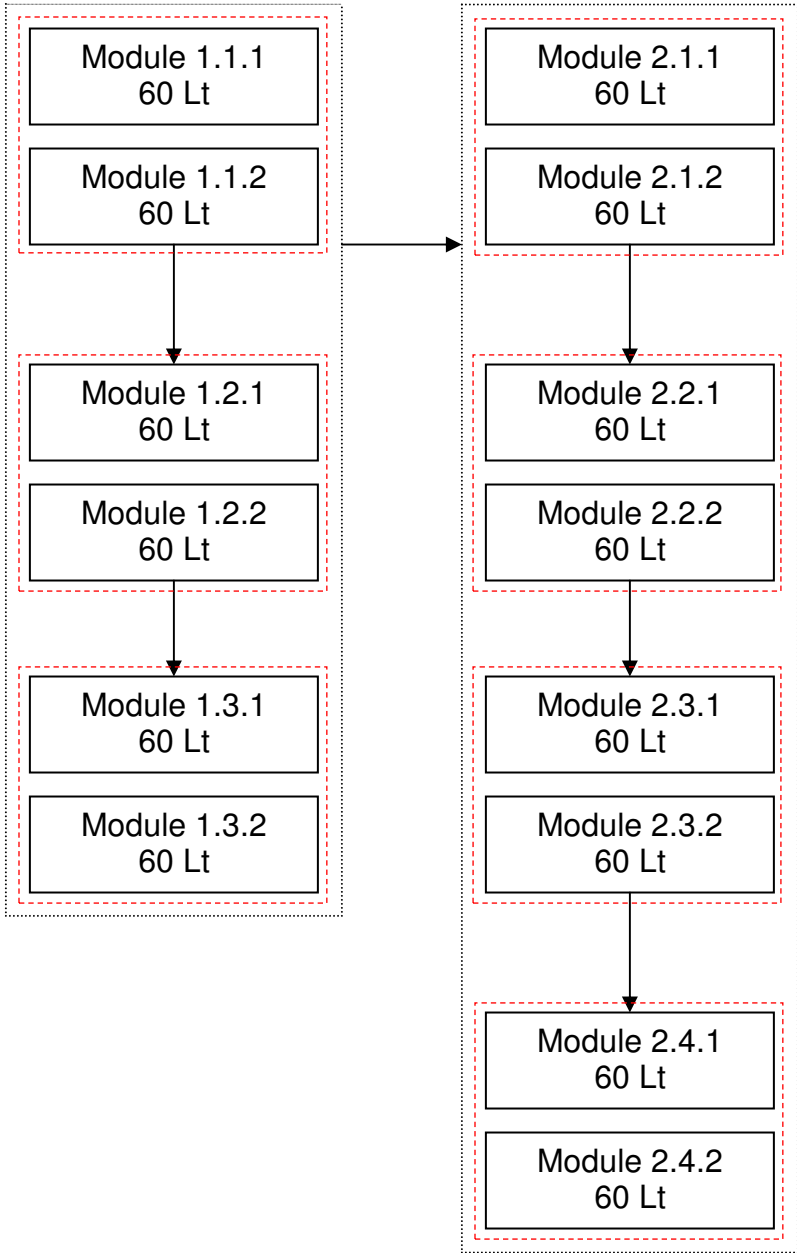 Module 1.1.1
60 Lt
Module 1.1.2
60 Lt
Module 1.2.1
60 Lt
Module 1.2.2
60 Lt
Module 1.3.1
60 Lt
Module 1.3.2
60 Lt
Module 2.1.1
60 Lt
Module 2.1.2
60 Lt
Module 2.2.1
60 Lt
Module 2.2.2
60 Lt
Module 2.3.1
60 Lt
Module 2.3.2
60 Lt
Module 2.4.1
60 Lt
Module 2.4.2
60 Lt